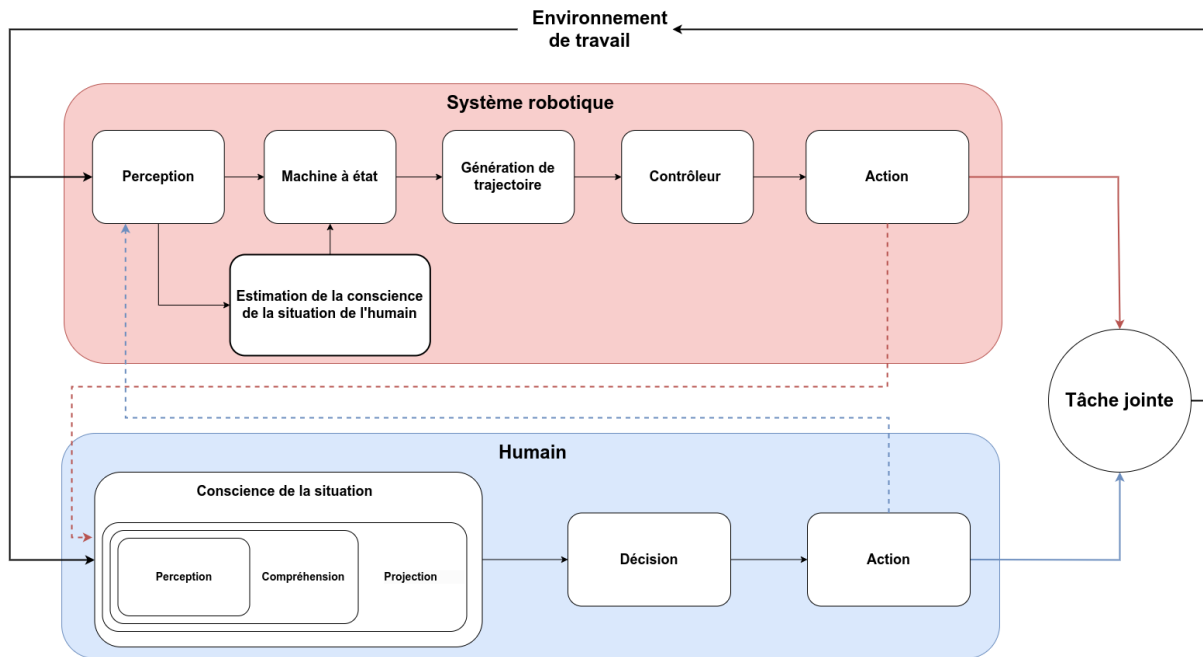 Environnement
de travail
Système robotique
Perception
Machine à état
Génération de
trajectoire
Contrôleur
Action
Estimation de la conscience
de la situation de l'humain
Tâche jointe
Humain
Conscience de la situation
Perception
Compréhension
Projection
Décision
Action